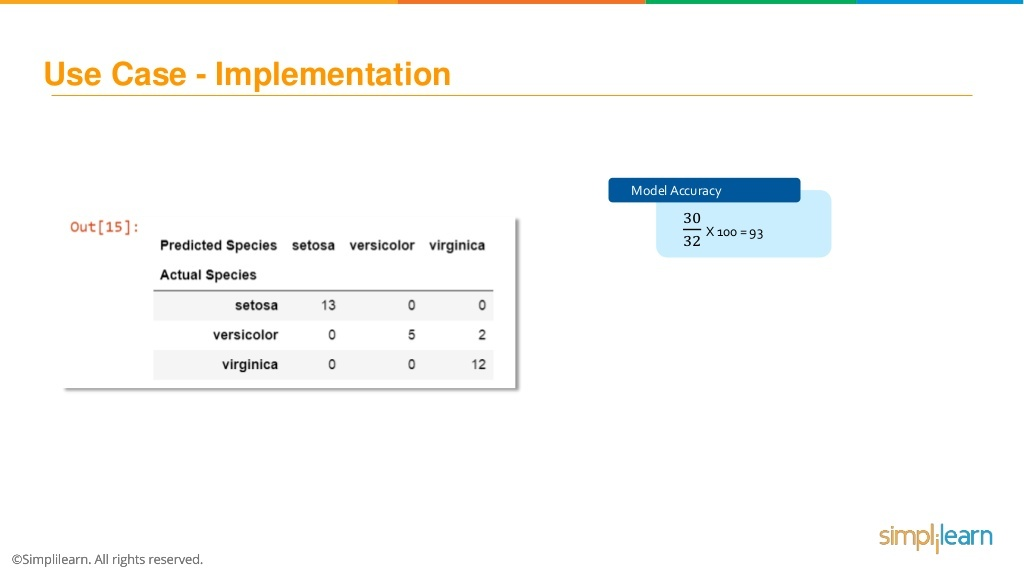 Use Case - Implementation
Model Accuracy
30
32
X 100 = 93
Out[15]:
Predicted Species setosa versicolor virginica
Actual Species
setosa 13 0 0
versicolor 0 5 2
virginica 0 0 12
simplilearn
©Simplilearn. All rights reserved.